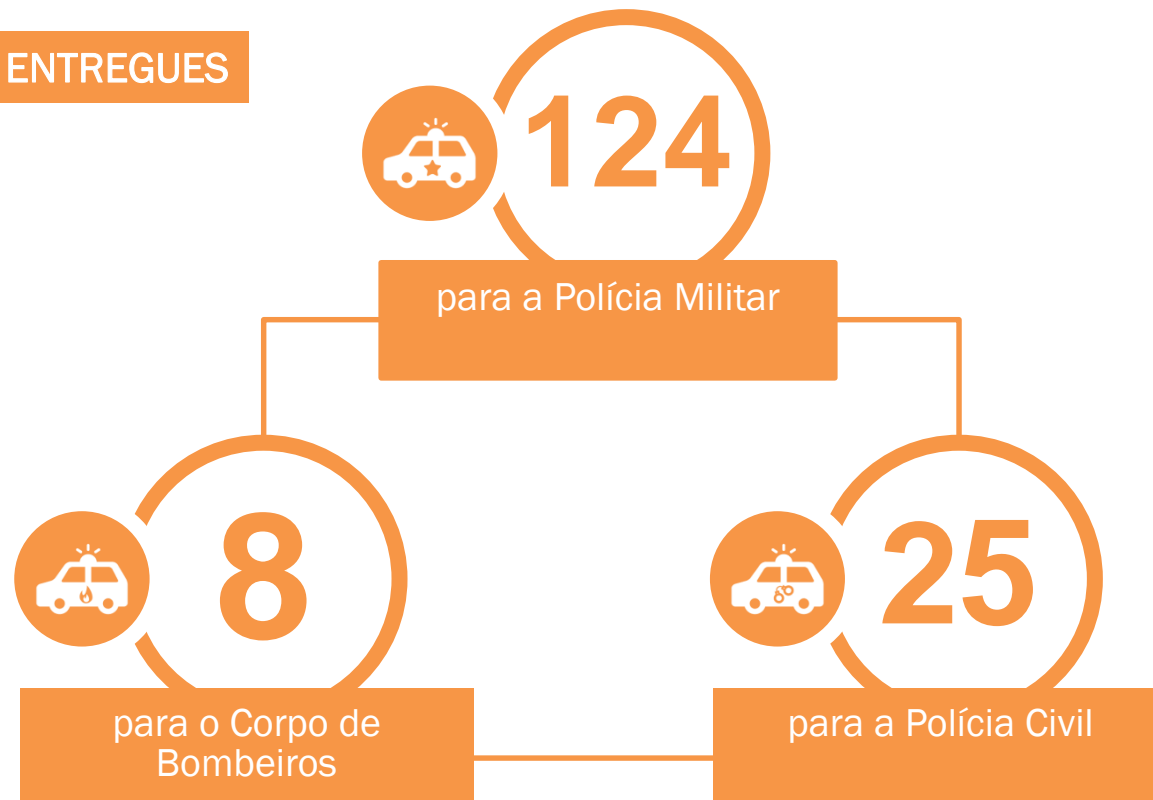 ENTREGUES
124
para a Polícia Militar
8
para o Corpo de
Bombeiros
25
para a Polícia Civil